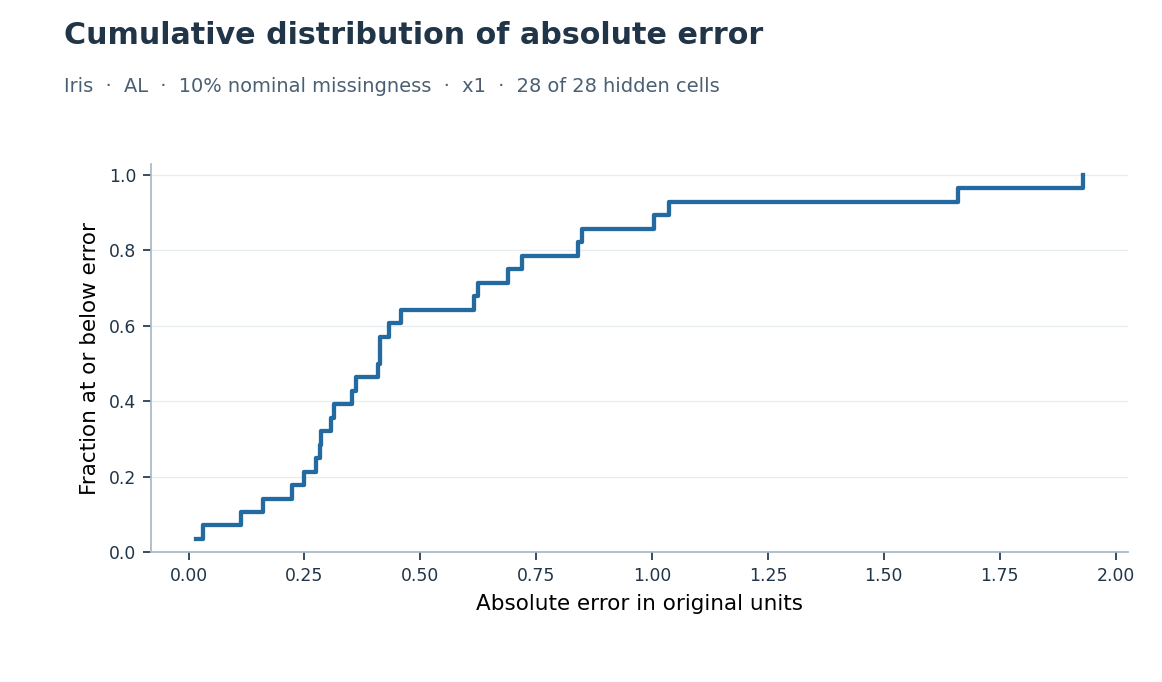 Cumulative distribution of absolute error
Iris · AL · 10% nominal missingness · x1 · 28 of 28 hidden cells
Fraction at or below error
1.0
0.8
0.6
0.4
0.2
0.0
0.00 0.25 0.50 0.75 1.00 1.25 1.50 1.75 2.00
Absolute error in original units